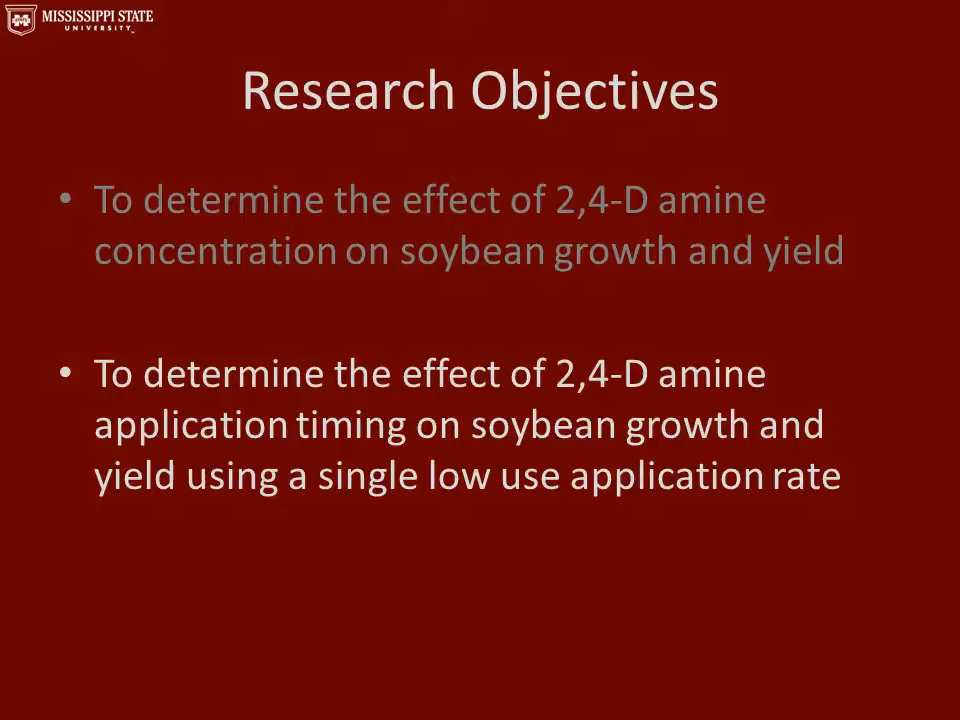 MISSISSIPPI STATE
UNIVERSITY™
Research Objectives
• To determine the effect of 2,4-D amine
concentration on soybean growth and yield
• To determine the effect of 2,4-D amine
application timing on soybean growth and
yield using a single low use application rate